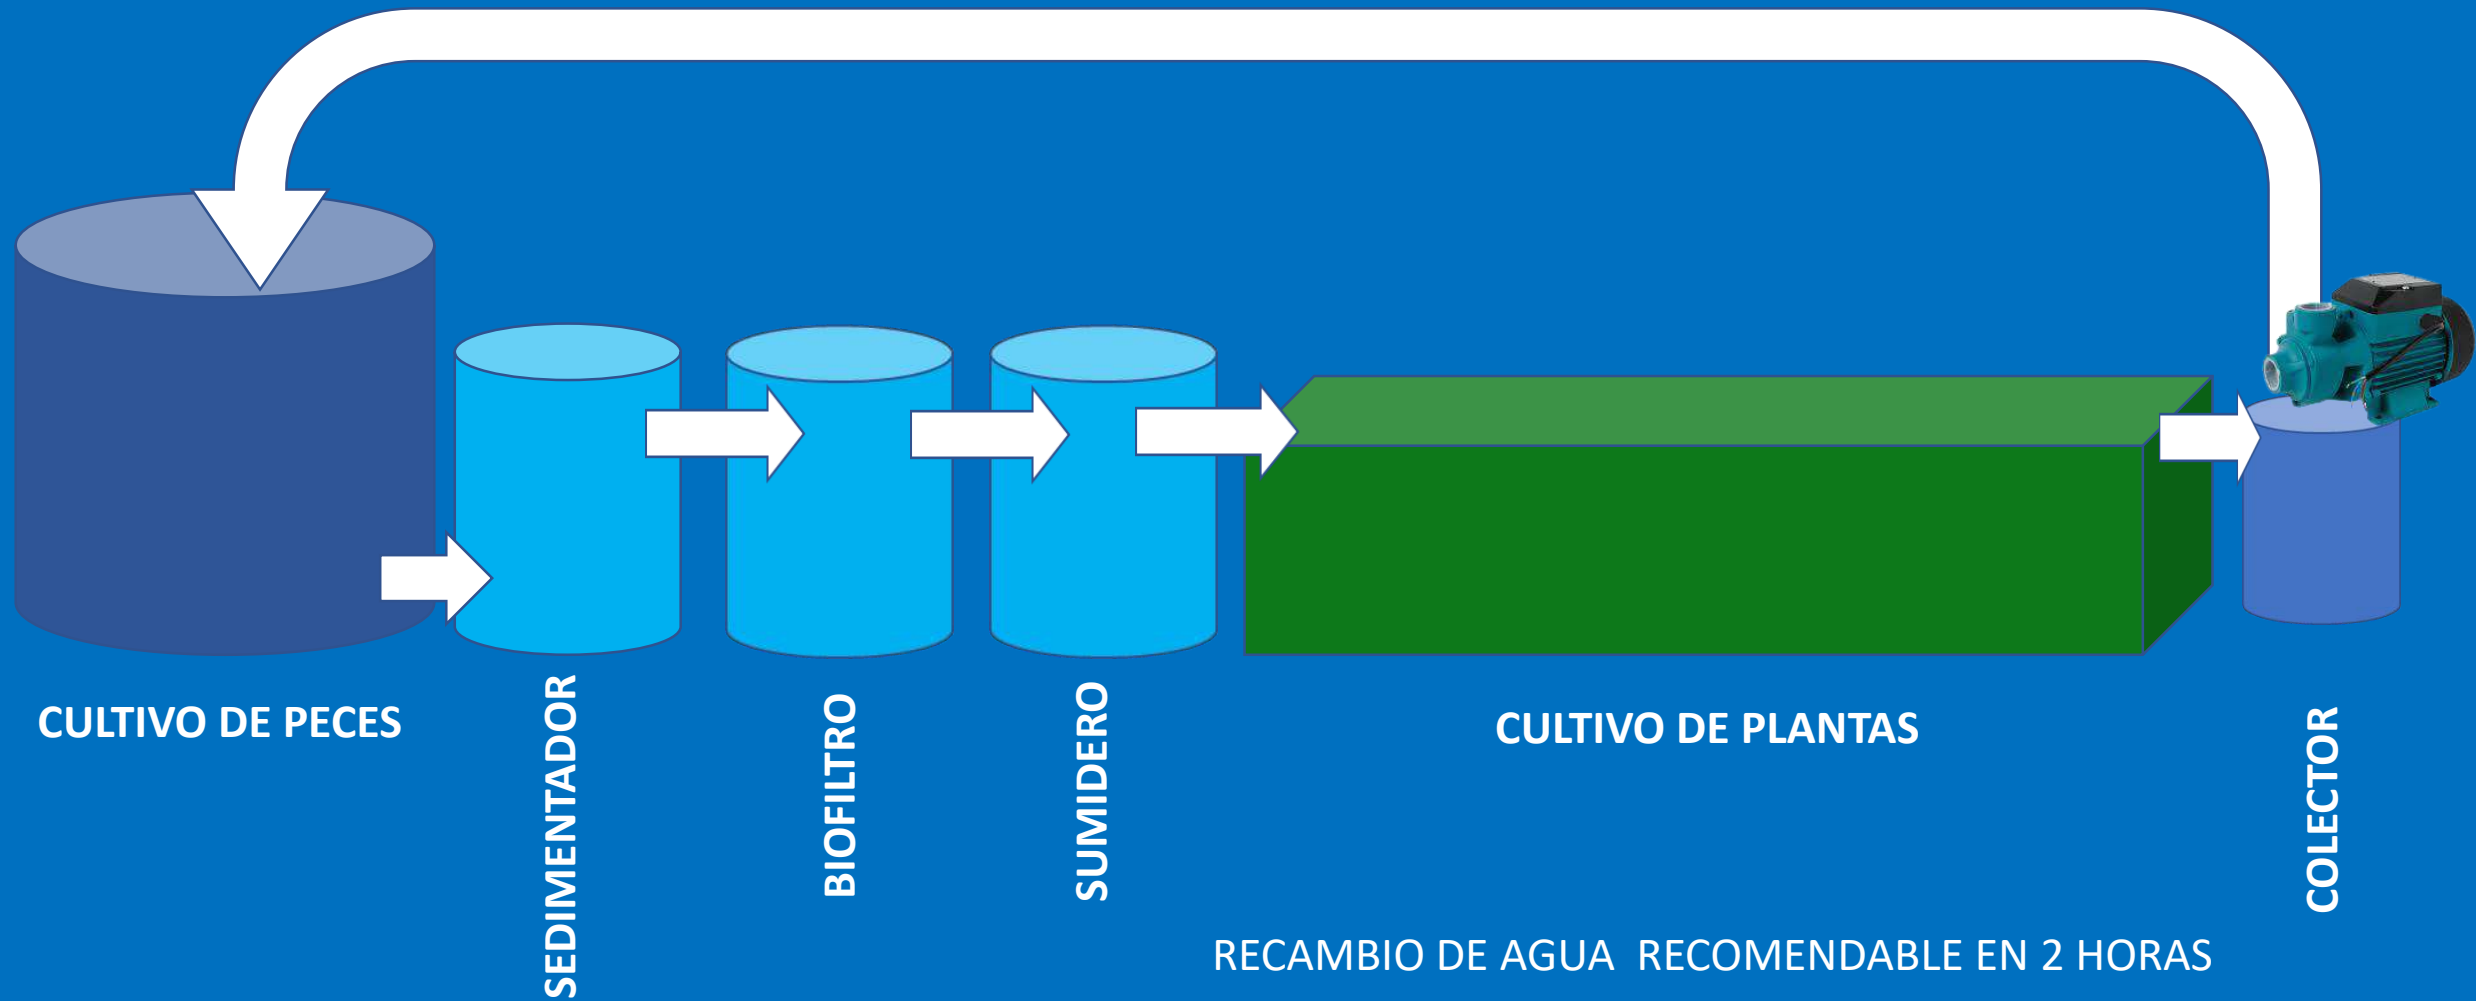 CULTIVO DE PECES
SEDIMENTADOR
BIOFILTRO
SUMIDERO
CULTIVO DE PLANTAS
COLECTOR
RECAMBIO DE AGUA  RECOMENDABLE EN 2 HORAS